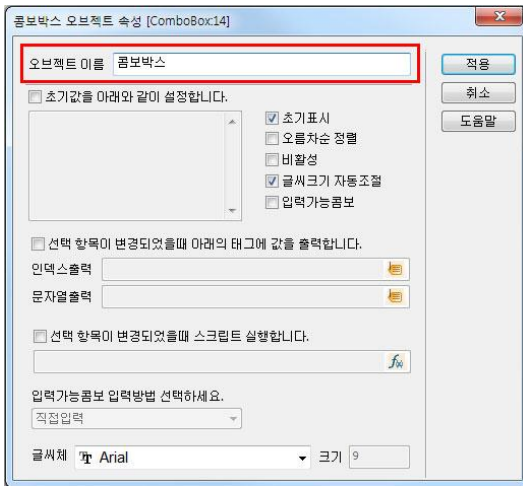 콤보박스 오브젝트 속성 [ComboBox:14]
오브젝트 이름 콤보박스
적용
초기값을 아래와 같이 설정합니다.
취소
초기표시
도움말
오름차순 정렬
비활성
글씨크기 자동조절
입력가능콤보
선택 항목이 변경되었을때 아래의 태그에 값을 출력합니다.
인덱스출력
문자열출력
선택 항목이 변경되었을때 스크립트 실행합니다.
입력가능콤보 입력방법 선택하세요.
직접입력
글씨체 Arial 크기 9